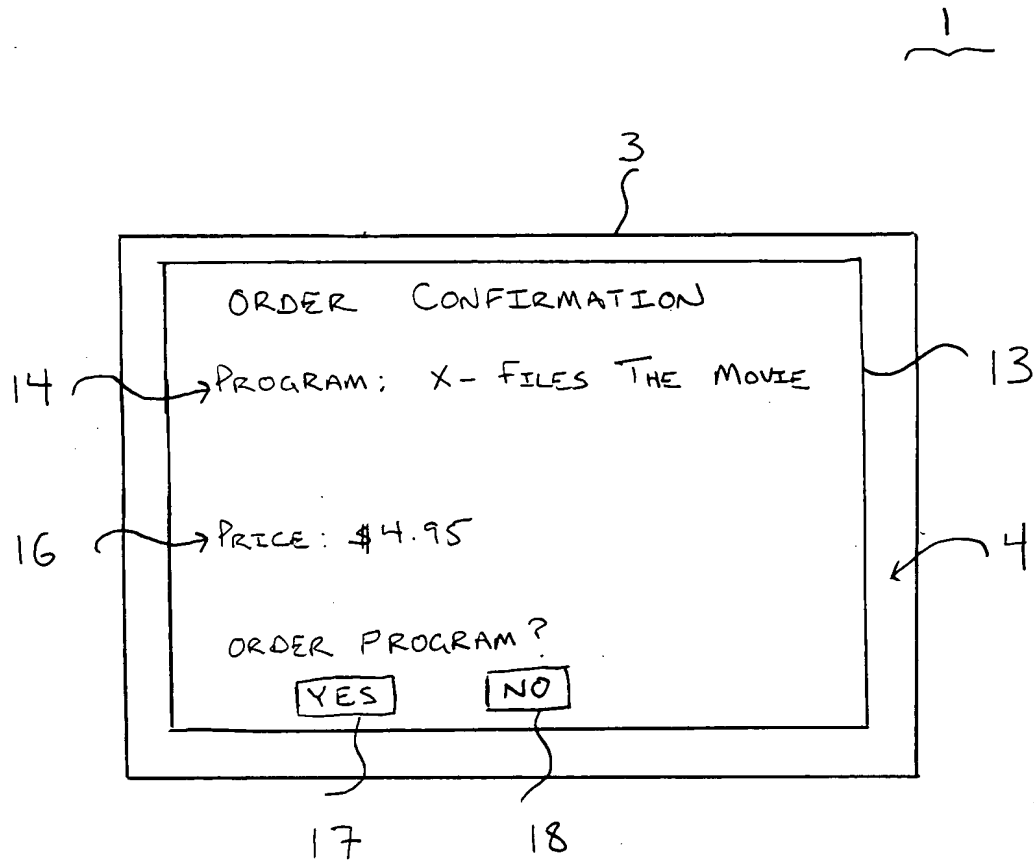 1
3
ORDER CONFIRMATION
14 PROGRAM: X-FILES THE MOVIE 13
16 PRICE: $4.95 4
ORDER PROGRAM?
YES NO
17 18